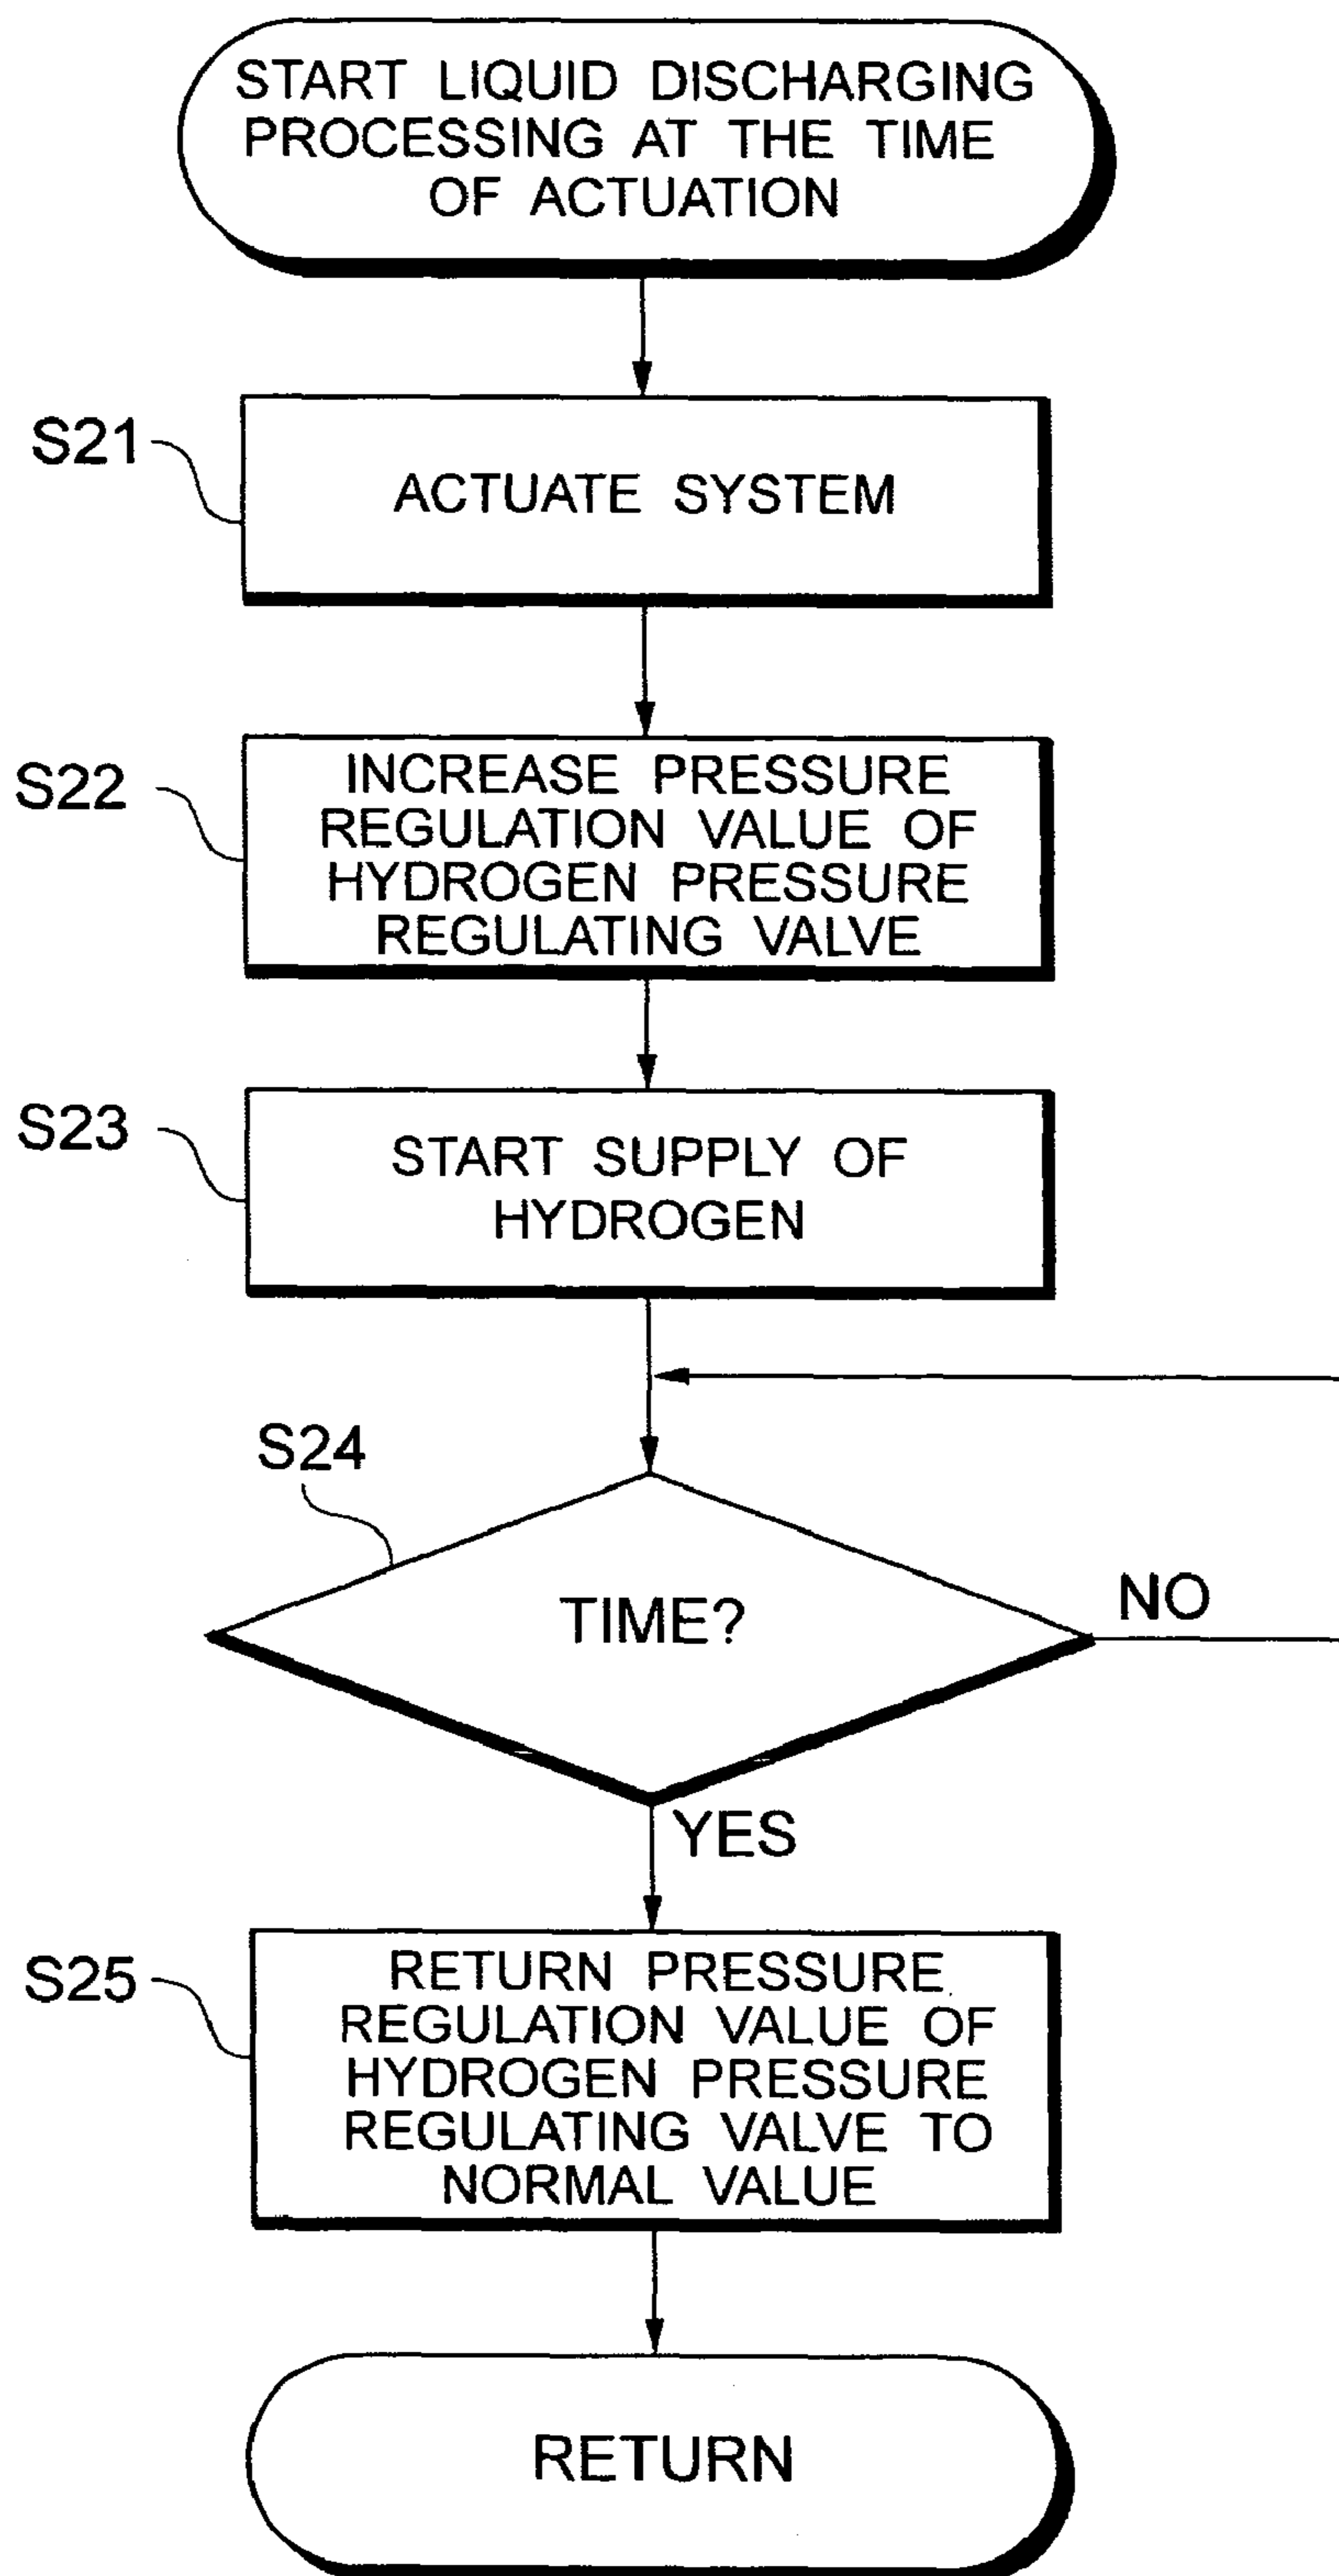 START LIQUID DISCHARGING
PROCESSING AT THE TIME
OF ACTUATION
S21
ACTUATE SYSTEM
S22
INCREASE PRESSURE
REGULATION VALUE OF
HYDROGEN PRESSURE
REGULATING VALVE
S23
START SUPPLY OF
HYDROGEN
S24
TIME?
NO
YES
S25
RETURN PRESSURE
REGULATION VALUE OF
HYDROGEN PRESSURE
REGULATING VALVE TO
NORMAL VALUE
RETURN